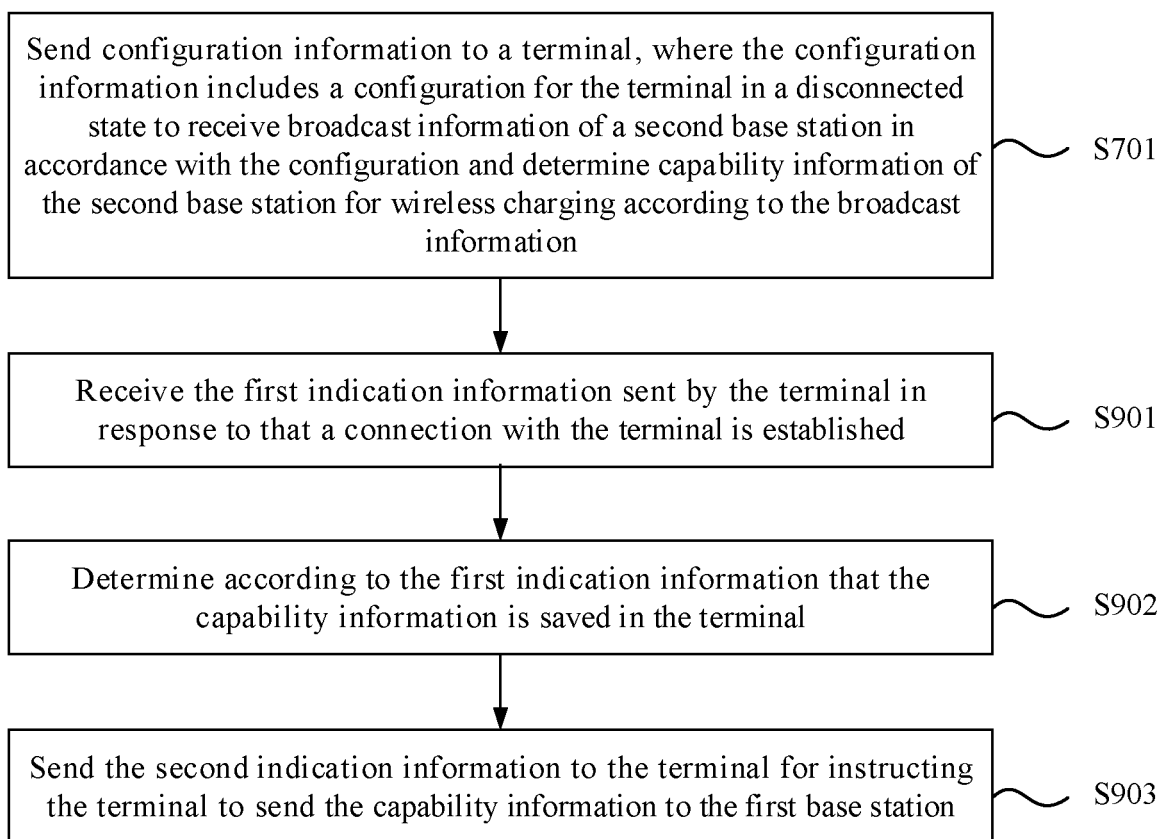 Send configuration information to a terminal, where the configuration
information includes a configuration for the terminal in a disconnected
state to receive broadcast information of a second base station in
accordance with the configuration and determine capability information of
the second base station for wireless charging according to the broadcast
information
S701
Receive the first indication information sent by the terminal in
response to that a connection with the terminal is established
S901
Determine according to the first indication information that the
capability information is saved in the terminal
S902
Send the second indication information to the terminal for instructing
the terminal to send the capability information to the first base station
S903